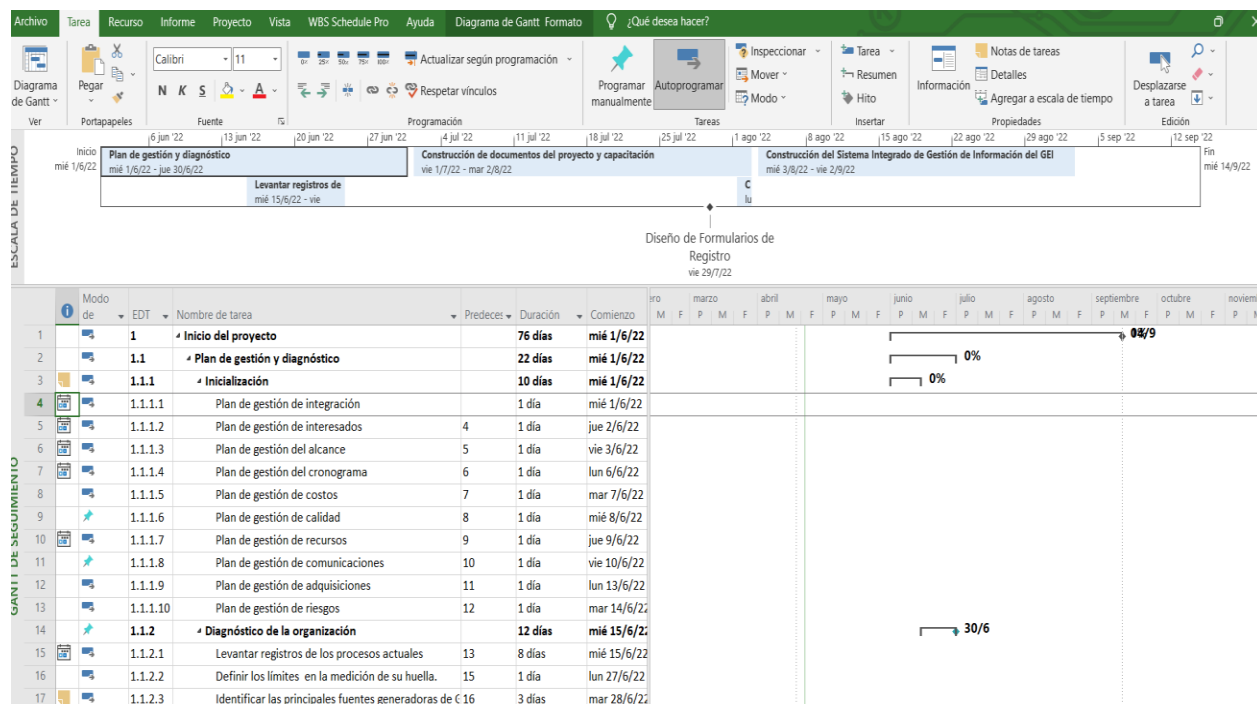 Archivo Tarea Recurso Informe Proyecto Vista WBS Schedule Pro Ayuda Diagrama de Gantt Formato ¿Qué desea hacer?
Diagrama de Gantt
Ver
Pegar
Portapapeles
Calibri 11
N K S A
Fuente
0% 25% 50% 75% 100% Actualizar según programación
Respetar vínculos
Programación
Programar manualmente
Autoprogramar
Inspeccionar
Mover
Modo
Tareas
Tarea
Resumen
Hito
Insertar
Información
Notas de tareas
Detalles
Agregar a escala de tiempo
Propiedades
Desplazarse a tarea
Edición
ESCALA DE TIEMPO
6 jun '22 13 jun '22 20 jun '22 27 jun '22 4 jul '22 11 jul '22 18 jul '22 25 jul '22 1 ago '22 8 ago '22 15 ago '22 22 ago '22 29 ago '22 5 sep '22 12 sep '22
Inicio
mié 1/6/22
Plan de gestión y diagnóstico
mié 1/6/22 - jue 30/6/22
Construcción de documentos del proyecto y capacitación
vie 1/7/22 - mar 2/8/22
Construcción del Sistema Integrado de Gestión de Información del GEI
mié 3/8/22 - vie 2/9/22
Fin
mié 14/9/22
Levantar registros de
mié 15/6/22 - vie
C
lu
Diseño de Formularios de
Registro
vie 29/7/22
GANTT DE SEGUIMIENTO
Modo de EDT Nombre de tarea Predeces Duración Comienzo
ero marzo abril mayo junio julio agosto septiembre octubre noviem
M F P M F P M F P M F P M F P M F P M F P M F P M F P
1 1 Inicio del proyecto 76 días mié 1/6/22
2 1.1 Plan de gestión y diagnóstico 22 días mié 1/6/22 0%
3 1.1.1 Inicialización 10 días mié 1/6/22 0%
4 1.1.1.1 Plan de gestión de integración 1 día mié 1/6/22
5 1.1.1.2 Plan de gestión de interesados 4 1 día jue 2/6/22
6 1.1.1.3 Plan de gestión del alcance 5 1 día vie 3/6/22
7 1.1.1.4 Plan de gestión del cronograma 6 1 día lun 6/6/22
8 1.1.1.5 Plan de gestión de costos 7 1 día mar 7/6/22
9 1.1.1.6 Plan de gestión de calidad 8 1 día mié 8/6/22
10 1.1.1.7 Plan de gestión de recursos 9 1 día jue 9/6/22
11 1.1.1.8 Plan de gestión de comunicaciones 10 1 día vie 10/6/22
12 1.1.1.9 Plan de gestión de adquisiciones 11 1 día lun 13/6/22
13 1.1.1.10 Plan de gestión de riesgos 12 1 día mar 14/6/22
14 1.1.2 Diagnóstico de la organización 12 días mié 15/6/22 30/6
15 1.1.2.1 Levantar registros de los procesos actuales 13 8 días mié 15/6/22
16 1.1.2.2 Definir los límites en la medición de su huella. 15 1 día lun 27/6/22
17 1.1.2.3 Identificar las principales fuentes generadoras de G 16 3 días mar 28/6/22